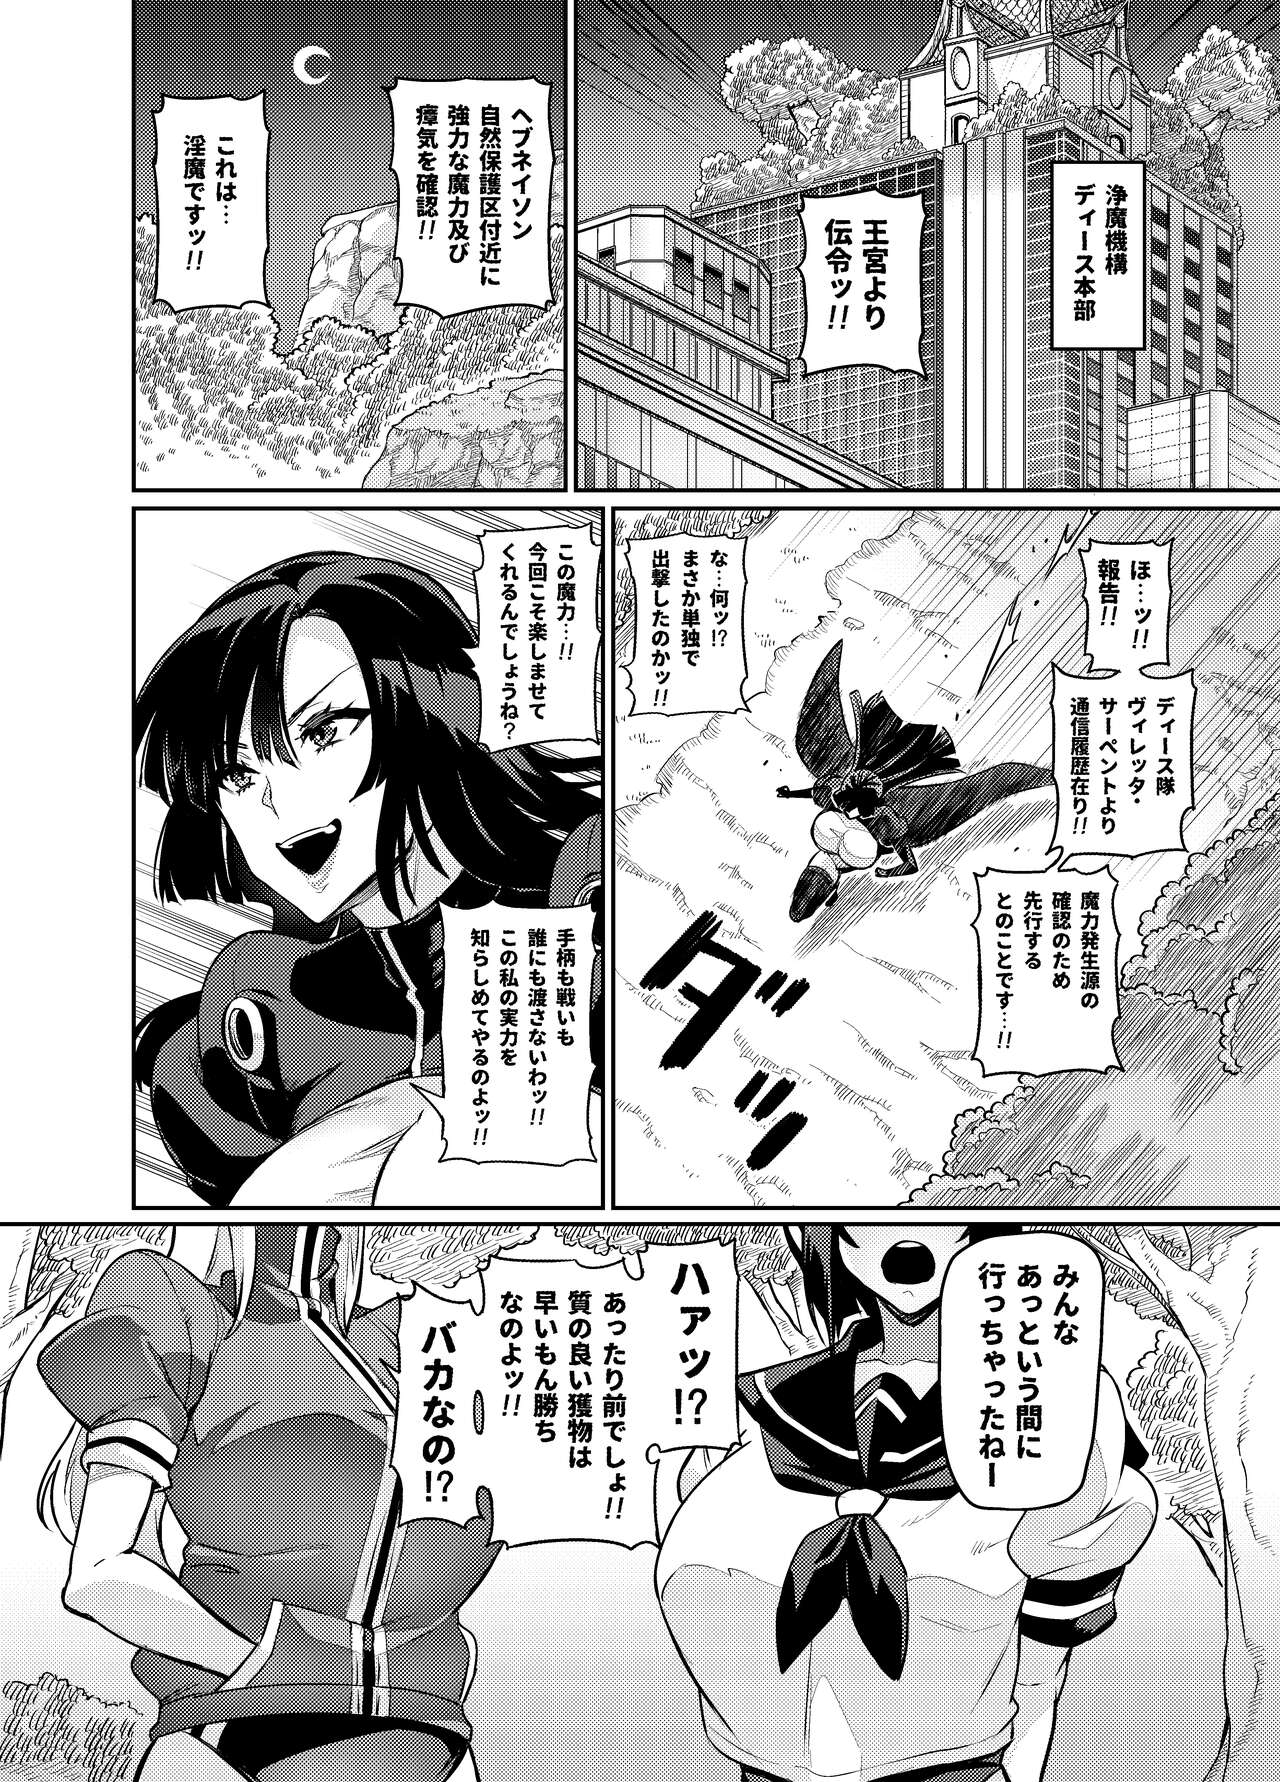 浄魔機構
ディース本部
王宮より
伝令ッ!!
ヘブネイソン
自然保護区付近に
強力な魔力及び
瘴気を確認!!
これは…
淫魔ですッ!!
ほ…ッ!!
報告!!
ディース隊
ヴィレッタ・
サーペントより
通信履歴在り!!
魔力発生源の
確認のため
先行する
とのことです…!!
な…何ッ!?
まさか単独で
出撃したのかッ!!
ダダッ
この魔力…!!
今回こそ楽しませて
くれるんでしょうね?
手柄も戦いも
誰にも渡さないわッ!!
この私の実力を
知らしめてやるのよッ!!
みんな
あっという間に
行っちゃったねー
ハァッ!?
あったり前でしょ!!
質の良い獲物は
早いもん勝ち
なのよッ!!
バカなの!?